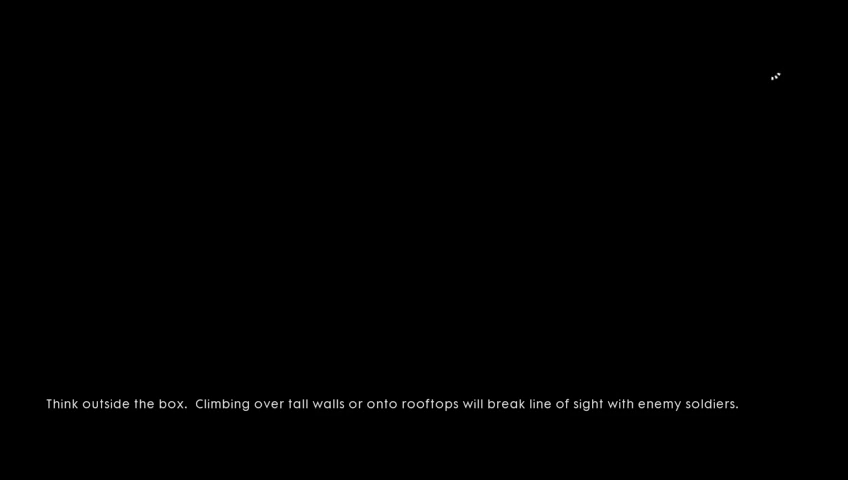 Think outside the box.  Climbing over tall walls or onto rooftops will break line of sight with enemy soldiers.